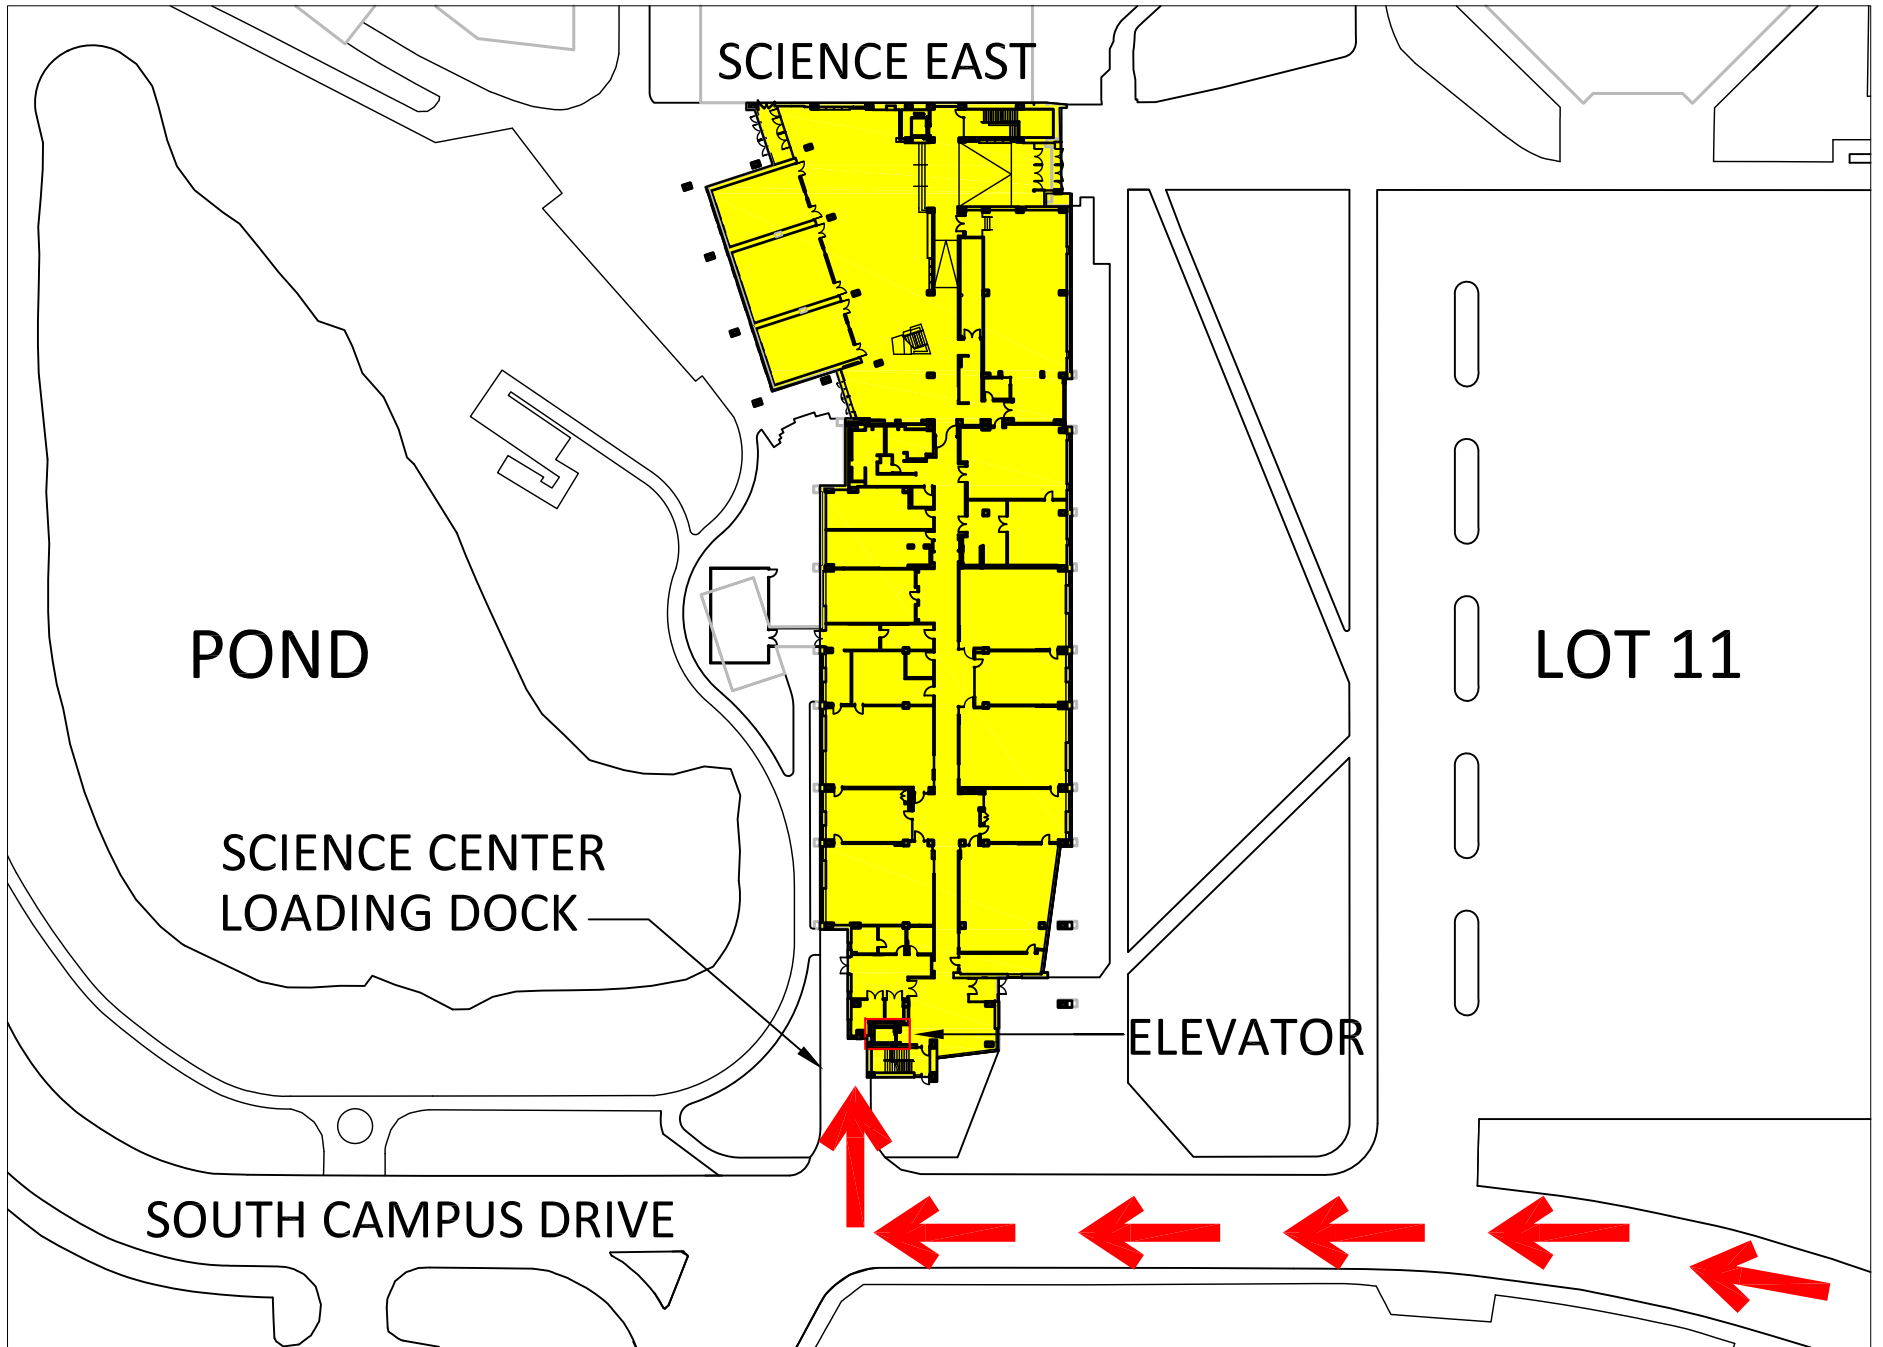 SCIENCE EAST
POND
LOT 11
SCIENCE CENTER
LOADING DOCK
ELEVATOR
SOUTH CAMPUS DRIVE